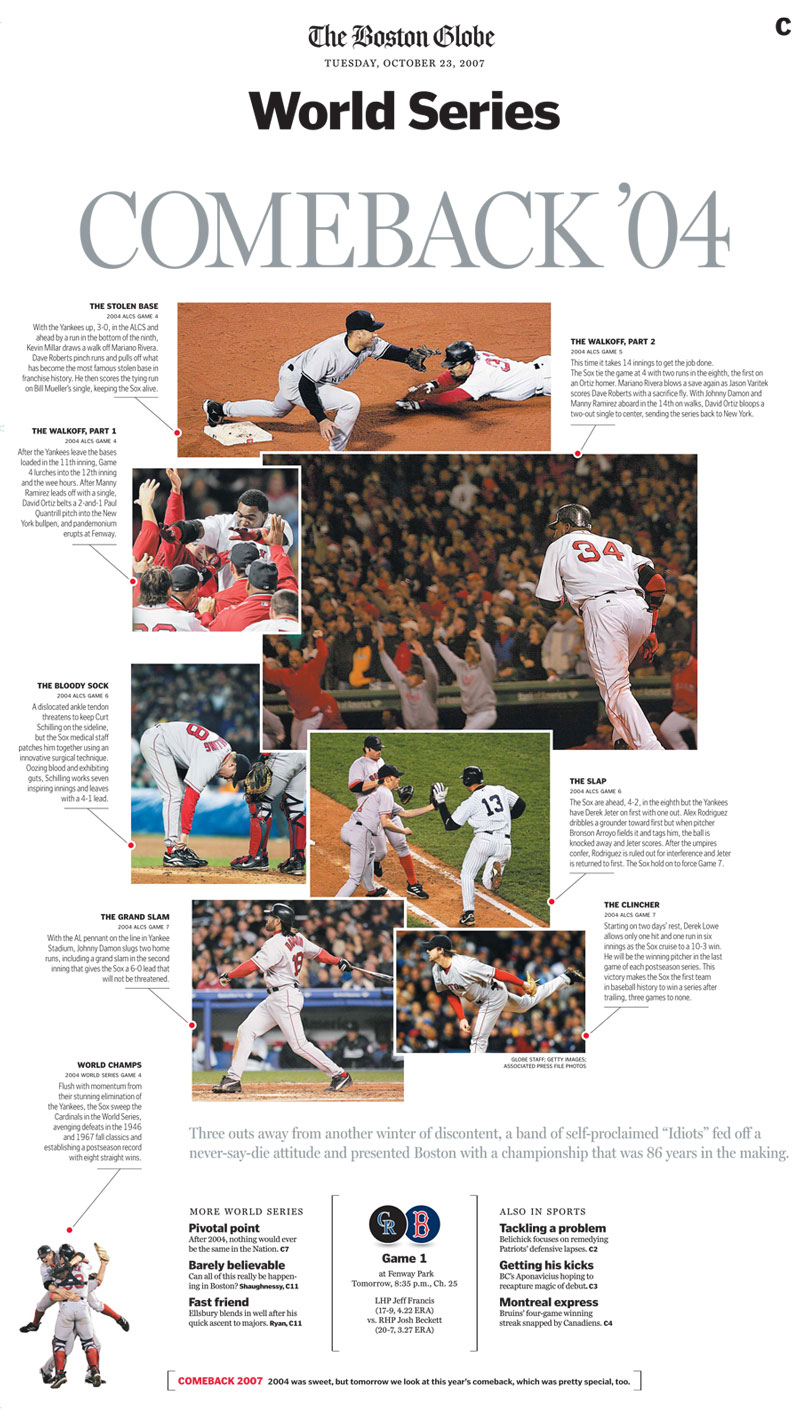 The Boston Globe
C
TUESDAY, OCTOBER 23, 2007
World Series
COMEBACK ’04
THE STOLEN BASE
2004 ALCS GAME 4
With the Yankees up, 3-0, in the ALCS and
ahead by a run in the bottom of the ninth,
Kevin Millar draws a walk off Mariano Rivera.
Dave Roberts pinch runs and pulls off what
has become the most famous stolen base in
franchise history. He then scores the tying run
on Bill Mueller's single, keeping the Sox alive.
THE WALKOFF, PART 2
2004 ALCS GAME 5
This time it takes 14 innings to get the job done.
The Sox tie the game at 4 with two runs in the eighth, the first on
an Ortiz homer. Mariano Rivera blows a save again as Jason Varitek
scores Dave Roberts with a sacrifice fly. With Johnny Damon and
Manny Ramirez aboard in the 14th on walks, David Ortiz bloops a
two-out single to center, sending the series back to New York.
THE WALKOFF, PART 1
2004 ALCS GAME 4
After the Yankees leave the bases
loaded in the 11th inning, Game
4 lurches into the 12th inning
and the wee hours. After Manny
Ramirez leads off with a single,
David Ortiz belts a 2-and-1 Paul
Quantrill pitch into the New
York bullpen, and pandemonium
erupts at Fenway.
34
THE BLOODY SOCK
2004 ALCS GAME 6
A dislocated ankle tendon
threatens to keep Curt
Schilling on the sideline,
but the Sox medical staff
patches him together using an
innovative surgical technique.
Oozing blood and exhibiting
guts, Schilling works seven
inspiring innings and leaves
with a 4-1 lead.
13
THE SLAP
2004 ALCS GAME 6
The Sox are ahead, 4-2, in the eighth but the Yankees
have Derek Jeter on first with one out. Alex Rodriguez
dribbles a grounder toward first but when pitcher
Bronson Arroyo fields it and tags him, the ball is
knocked away and Jeter scores. After the umpires
confer, Rodriguez is ruled out for interference and Jeter
is returned to first. The Sox hold on to force Game 7.
THE GRAND SLAM
2004 ALCS GAME 7
With the AL pennant on the line in Yankee
Stadium, Johnny Damon slugs two home
runs, including a grand slam in the second
inning that gives the Sox a 6-0 lead that
will not be threatened.
18
THE CLINCHER
2004 ALCS GAME 7
Starting on two days' rest, Derek Lowe
allows only one hit and one run in six
innings as the Sox cruise to a 10-3 win.
He will be the winning pitcher in the last
game of each postseason series. This
victory makes the Sox the first team
in baseball history to win a series after
trailing, three games to none.
GLOBE STAFF; GETTY IMAGES;
ASSOCIATED PRESS FILE PHOTOS
WORLD CHAMPS
2004 WORLD SERIES GAME 4
Flush with momentum from
their stunning elimination of
the Yankees, the Sox sweep the
Cardinals in the World Series,
avenging defeats in the 1946
and 1967 fall classics and
establishing a postseason record
with eight straight wins.
Three outs away from another winter of discontent, a band of self-proclaimed “Idiots” fed off a
never-say-die attitude and presented Boston with a championship that was 86 years in the making.
MORE WORLD SERIES
Pivotal point
After 2004, nothing would ever
be the same in the Nation. C7
Barely believable
Can all of this really be happen-
ing in Boston? Shaughnessy, C11
Fast friend
Ellsbury blends in well after his
quick ascent to majors. Ryan, C11
CR B
Game 1
at Fenway Park
Tomorrow, 8:35 p.m., Ch. 25
LHP Jeff Francis
(17-9, 4.22 ERA)
vs. RHP Josh Beckett
(20-7, 3.27 ERA)
ALSO IN SPORTS
Tackling a problem
Belichick focuses on remedying
Patriots' defensive lapses. C2
Getting his kicks
BC's Aponavicius hoping to
recapture magic of debut. C3
Montreal express
Bruins' four-game winning
streak snapped by Canadiens. C4
COMEBACK 2007 2004 was sweet, but tomorrow we look at this year's comeback, which was pretty special, too.